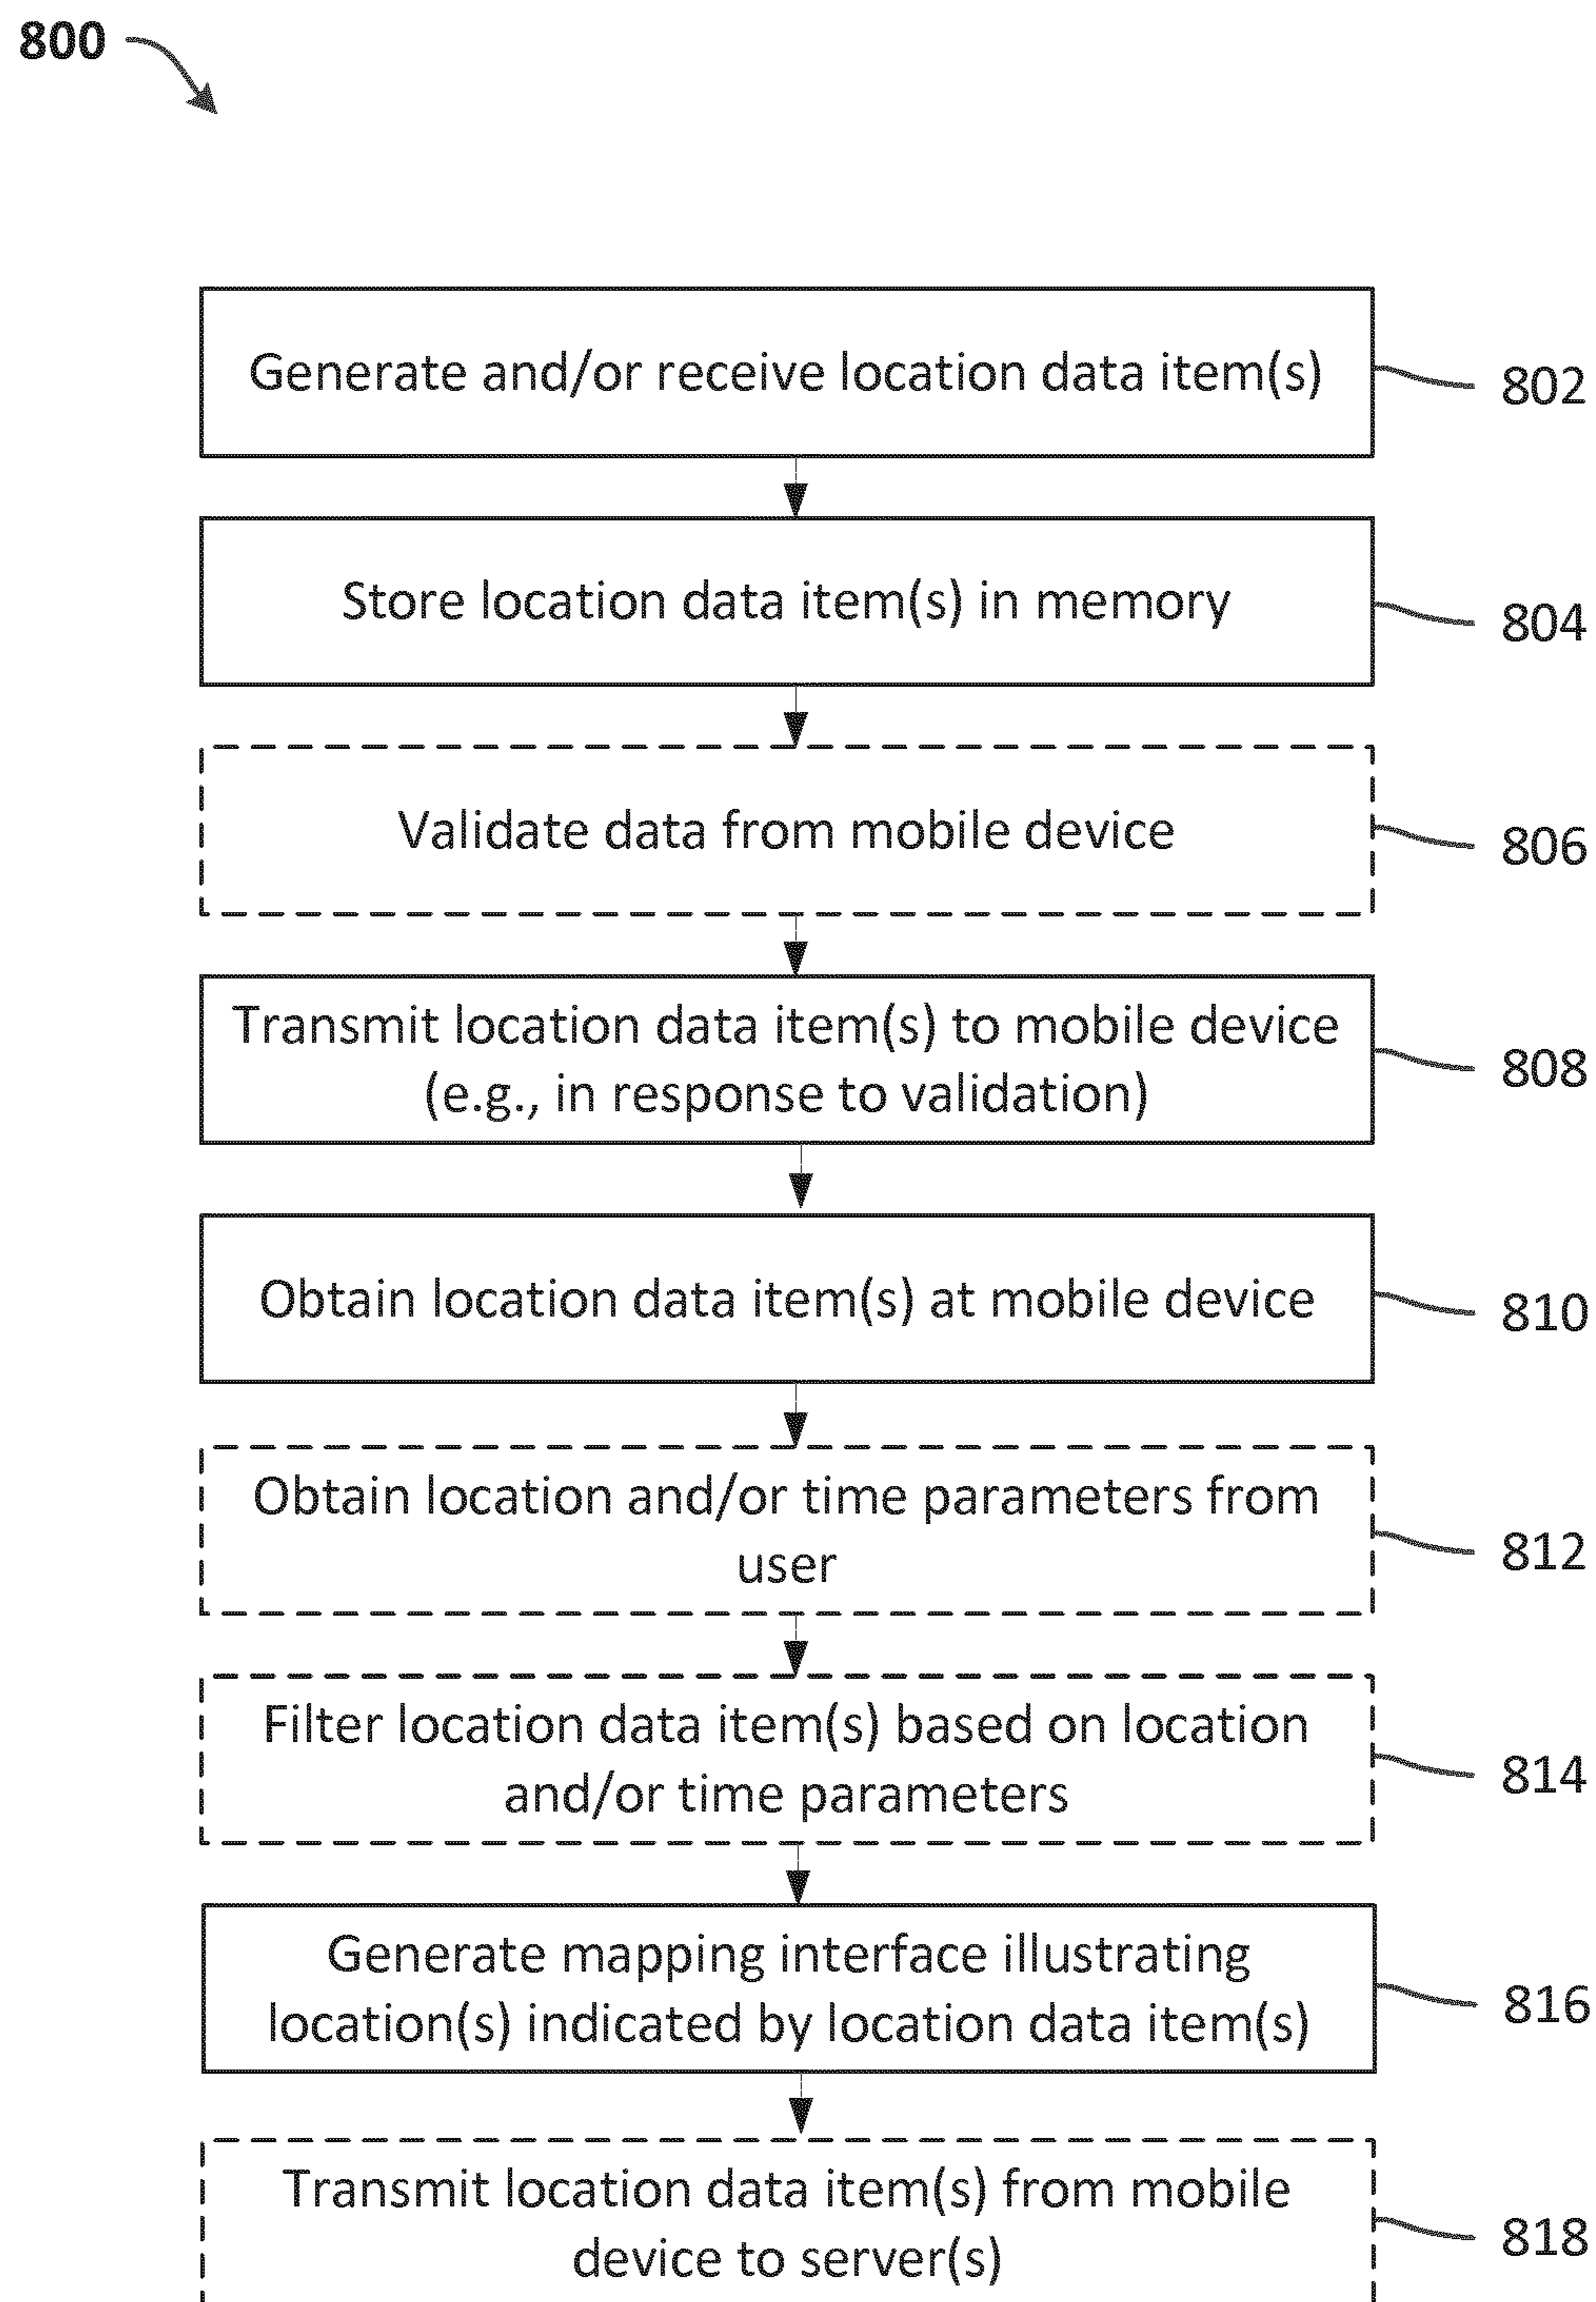 800
Generate and/or receive location data item(s)
802
Store location data item(s) in memory
804
Validate data from mobile device
806
Transmit location data item(s) to mobile device
(e.g., in response to validation)
808
Obtain location data item(s) at mobile device
810
Obtain location and/or time parameters from
user
812
Filter location data item(s) based on location
and/or time parameters
814
Generate mapping interface illustrating
location(s) indicated by location data item(s)
816
Transmit location data item(s) from mobile
device to server(s)
818